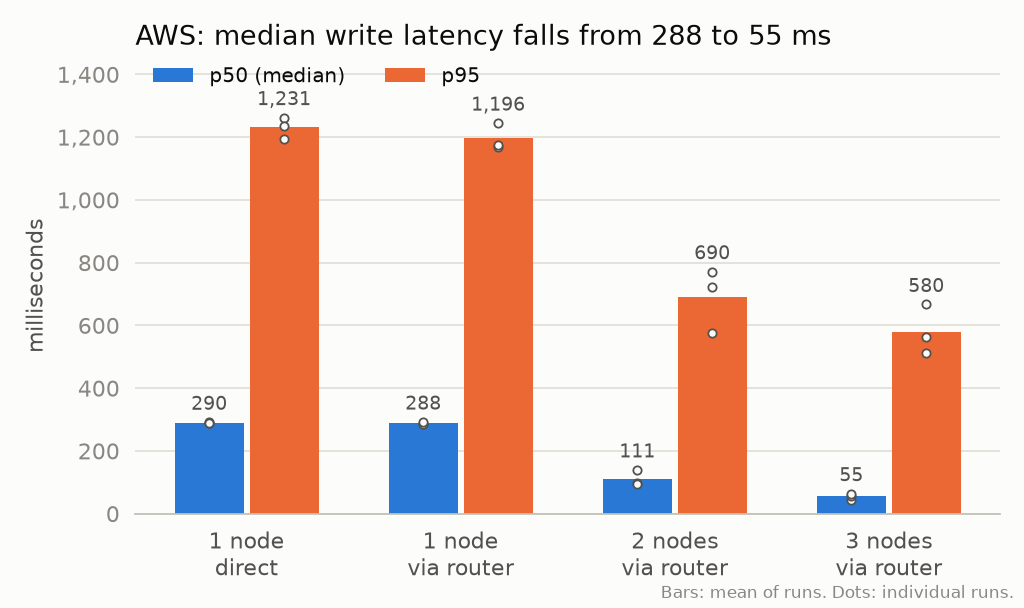 AWS: median write latency falls from 288 to 55 ms
p50 (median) p95
1,400
1,200
1,000
800
600
400
200
0
milliseconds
290
1,231
288
1,196
111
690
55
580
1 node
direct
1 node
via router
2 nodes
via router
3 nodes
via router
Bars: mean of runs. Dots: individual runs.